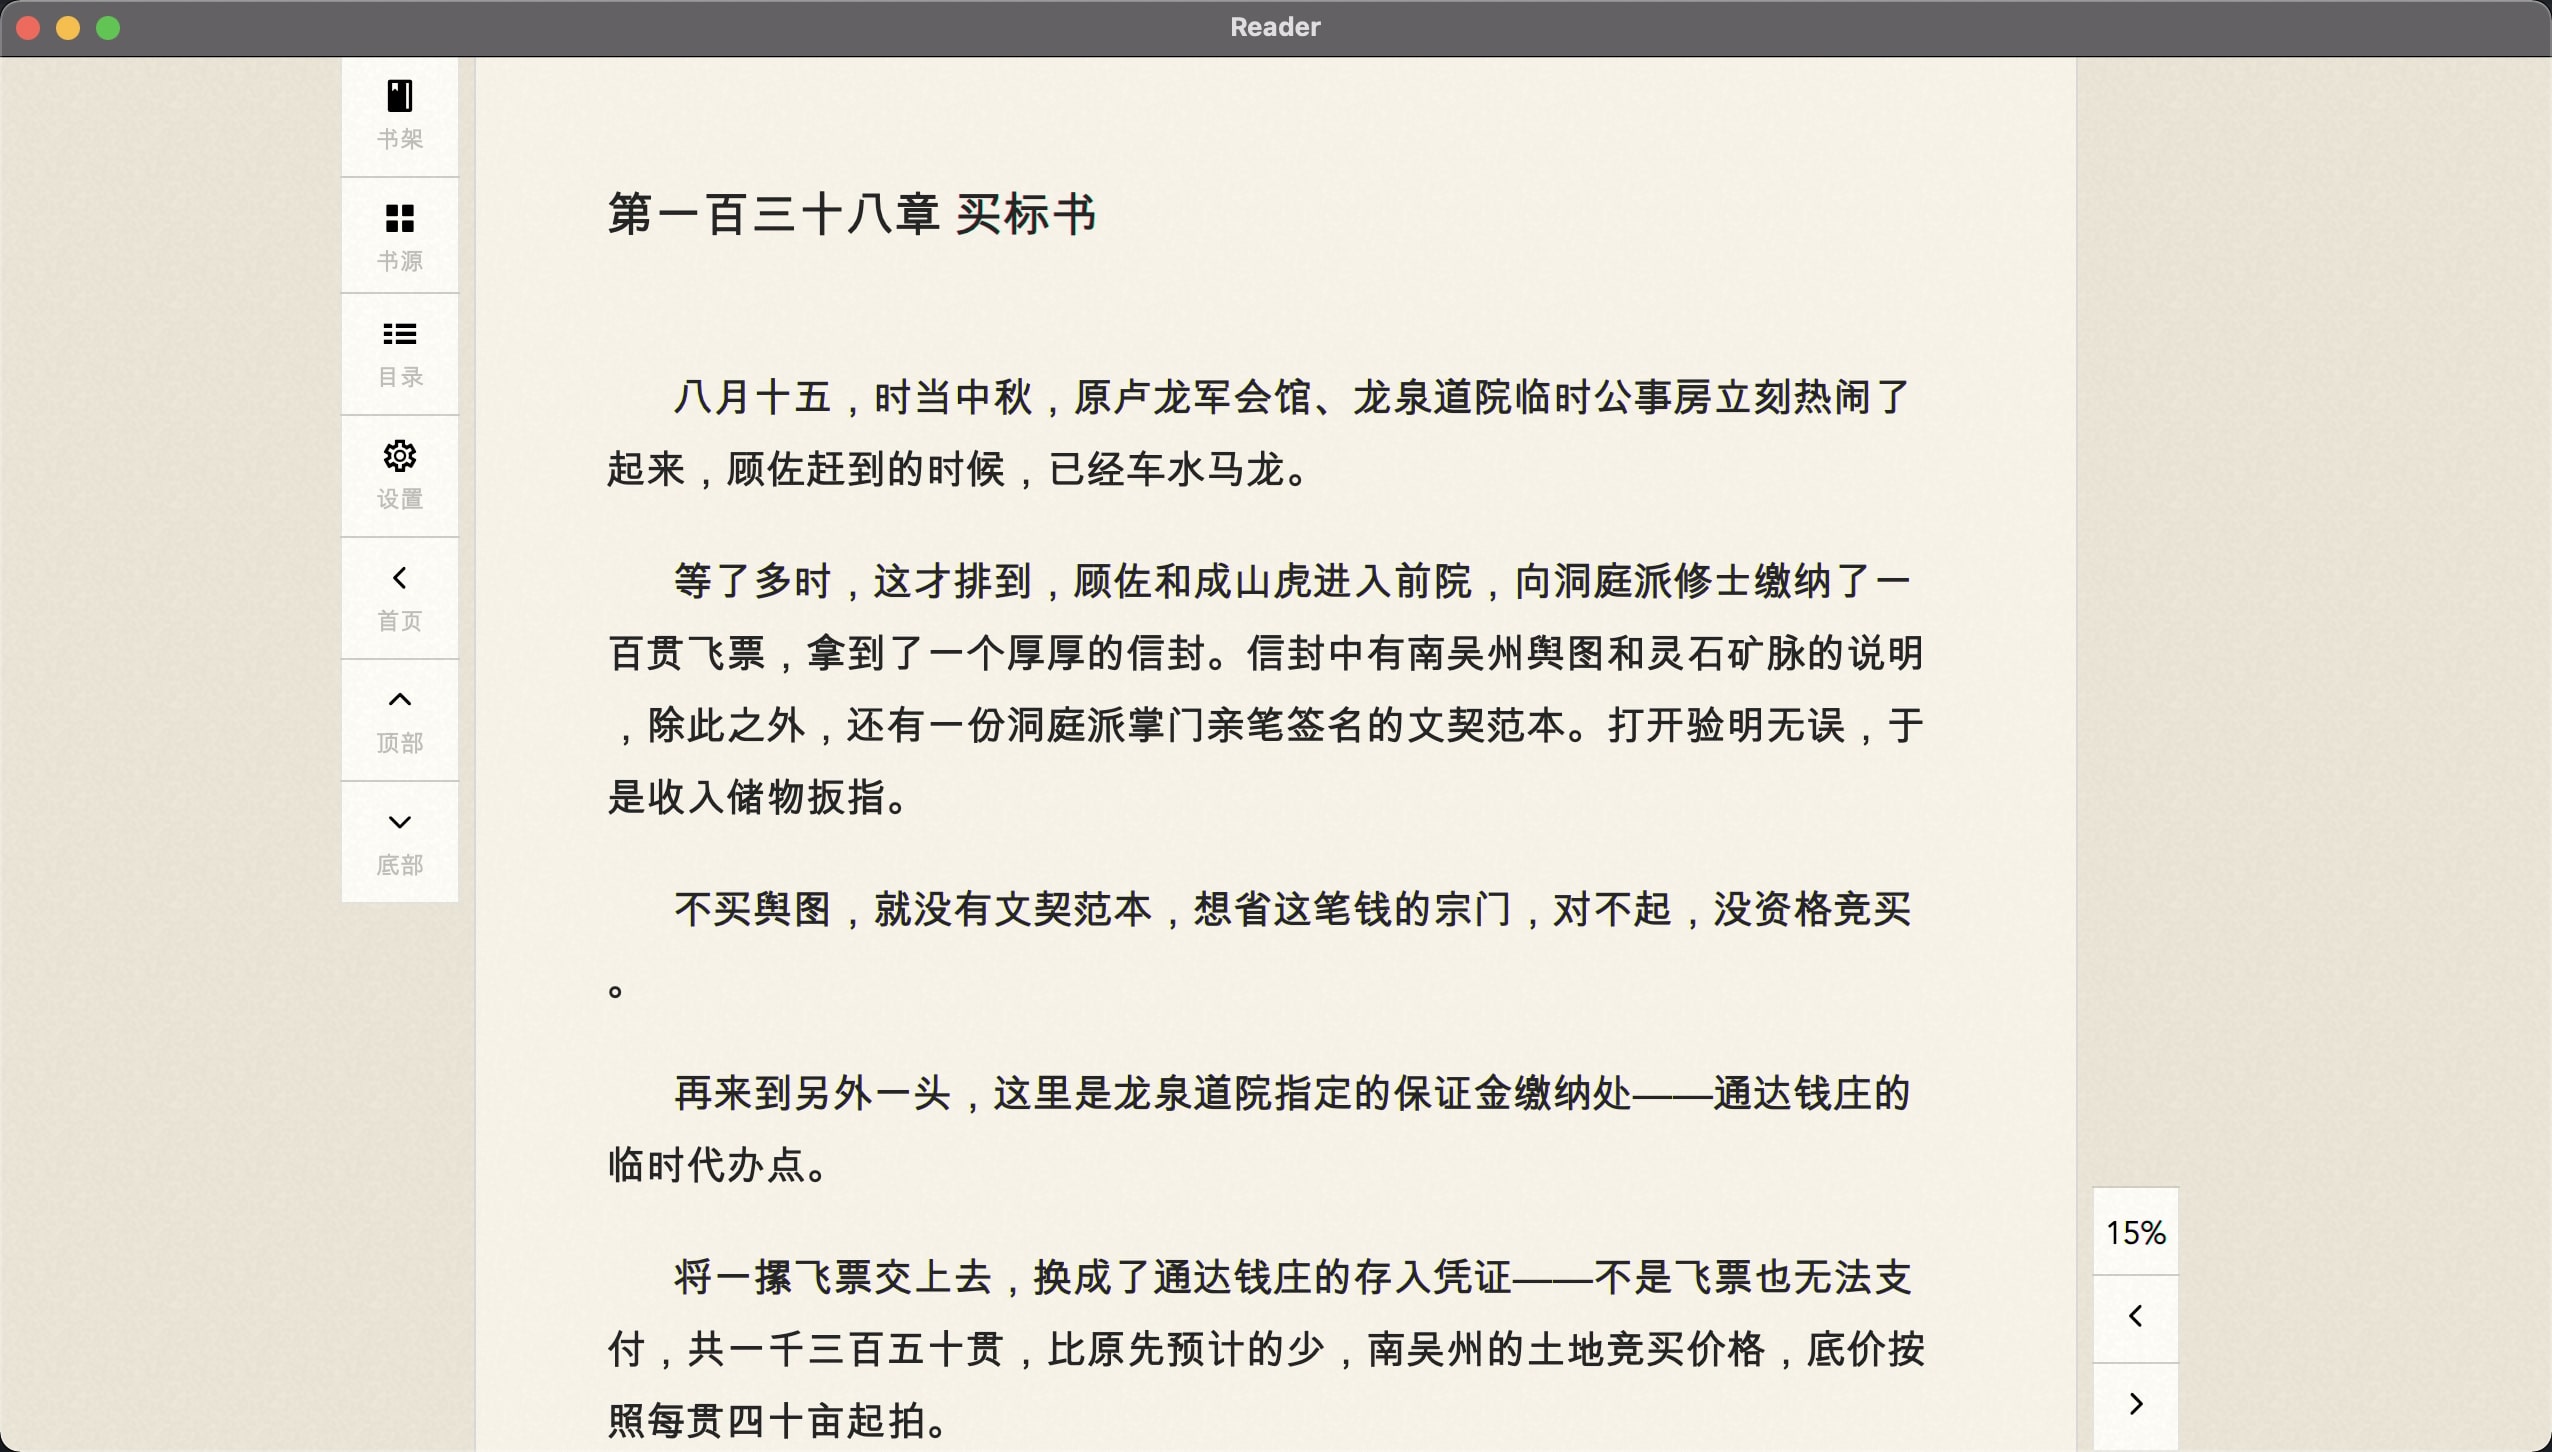 Reader
书架
书源
目录
设置
首页
顶部
底部
第一百三十八章 买标书
八月十五，时当中秋，原卢龙军会馆、龙泉道院临时公事房立刻热闹了
起来，顾佐赶到的时候，已经车水马龙。
等了多时，这才排到，顾佐和成山虎进入前院，向洞庭派修士缴纳了一
百贯飞票，拿到了一个厚厚的信封。信封中有南吴州舆图和灵石矿脉的说明
，除此之外，还有一份洞庭派掌门亲笔签名的文契范本。打开验明无误，于
是收入储物扳指。
不买舆图，就没有文契范本，想省这笔钱的宗门，对不起，没资格竞买
。
再来到另外一头，这里是龙泉道院指定的保证金缴纳处——通达钱庄的
临时代办点。
将一摞飞票交上去，换成了通达钱庄的存入凭证——不是飞票也无法支
付，共一千三百五十贯，比原先预计的少，南吴州的土地竞买价格，底价按
照每贯四十亩起拍。
15%